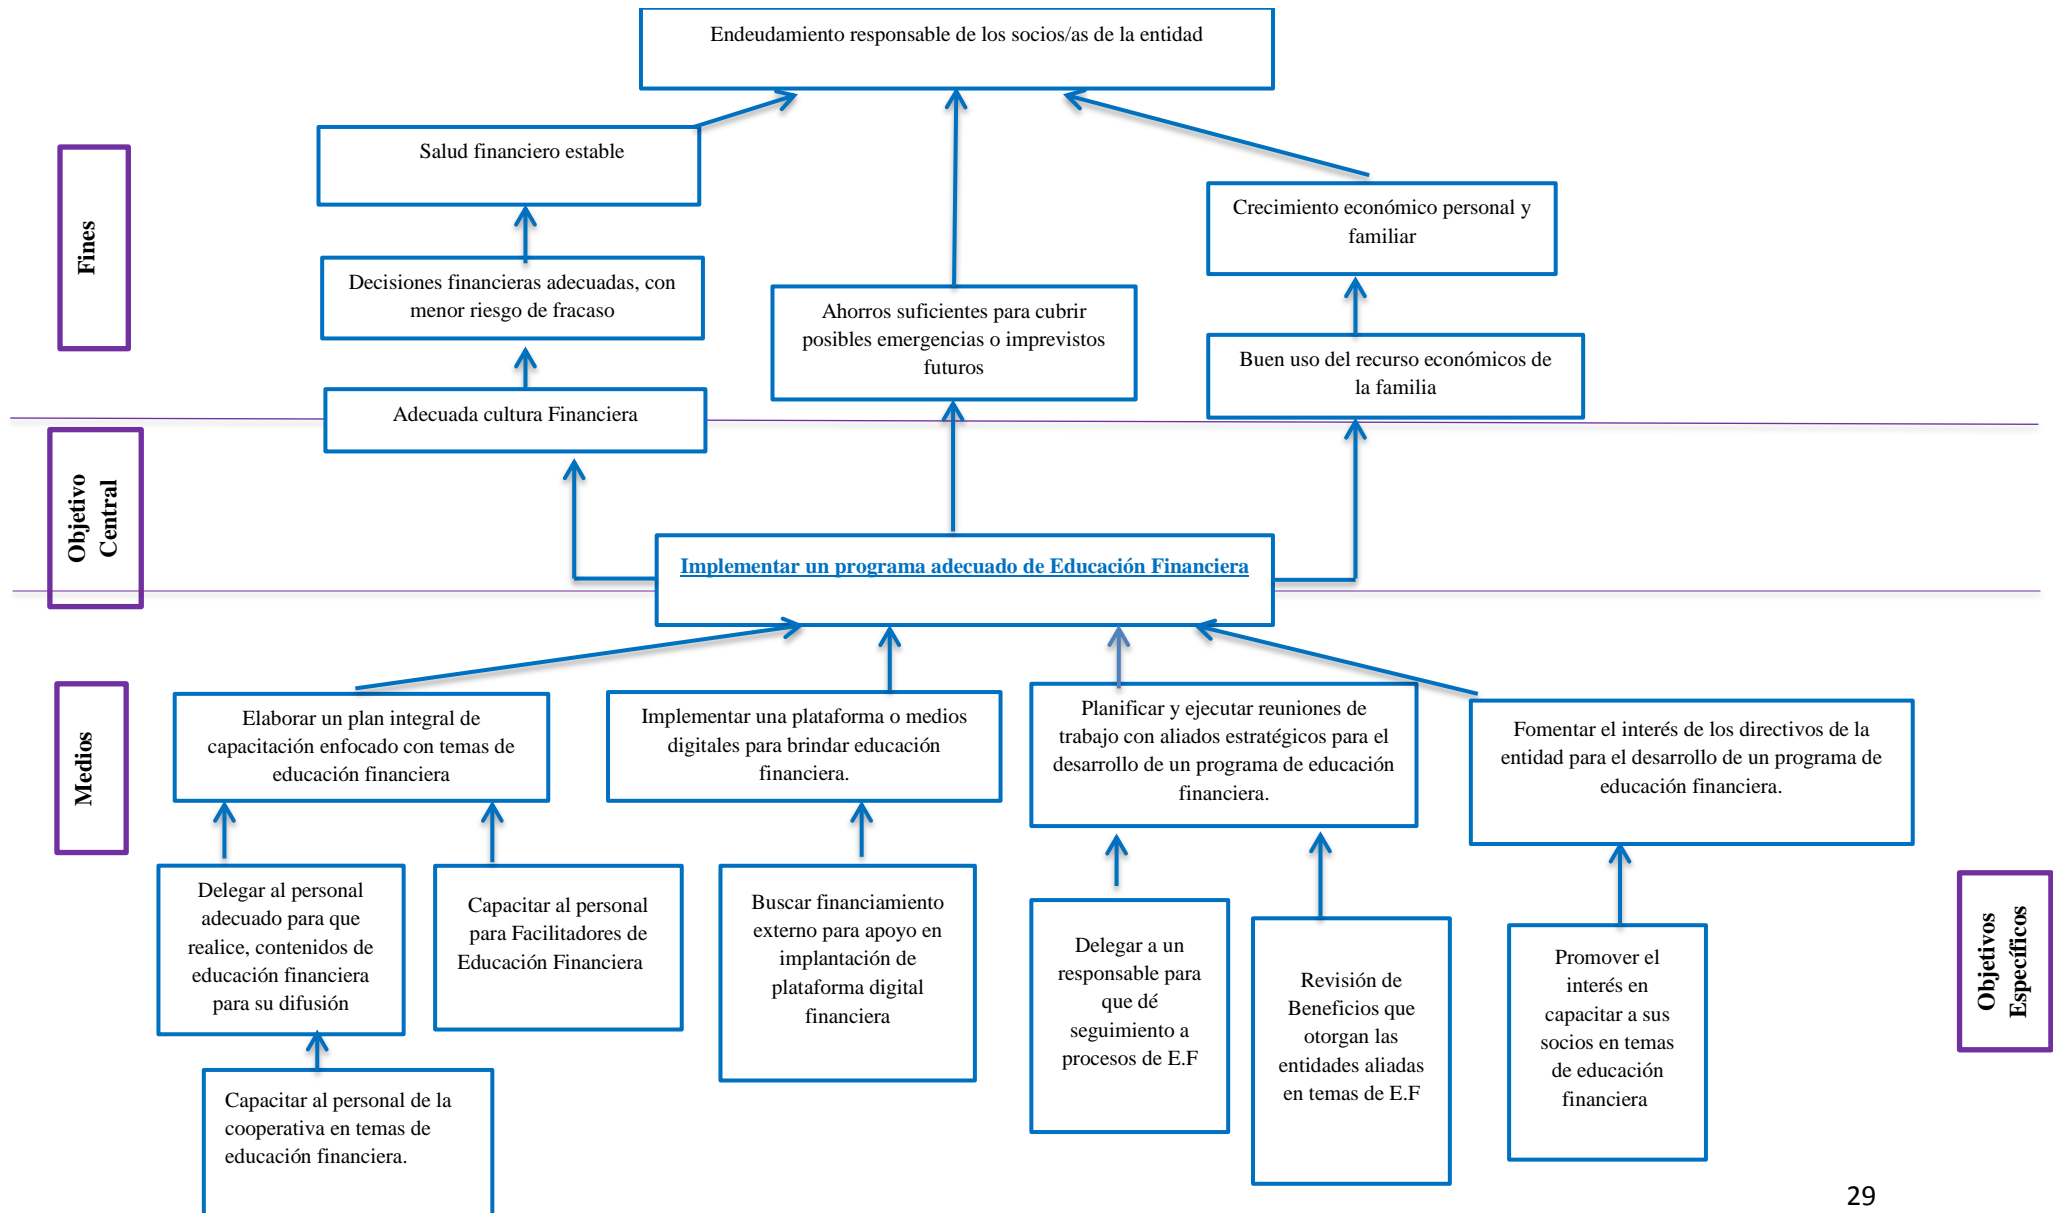 Endeudamiento responsable de los socios/as de la entidad
Salud financiero estable
Fines
Crecimiento económico personal y
familiar
Decisiones financieras adecuadas, con
menor riesgo de fracaso
Ahorros suficientes para cubrir
posibles emergencias o imprevistos
futuros
Buen uso del recurso económicos de
la familia
Adecuada cultura Financiera
Objetivo
Central
Implementar un programa adecuado de Educación Financiera
Medios
Elaborar un plan integral de
capacitación enfocado con temas de
educación financiera
Implementar una plataforma o medios
digitales para brindar educación
financiera.
Planificar y ejecutar reuniones de
trabajo con aliados estratégicos para el
desarrollo de un programa de educación
financiera.
Fomentar el interés de los directivos de la
entidad para el desarrollo de un programa de
educación financiera.
Delegar al personal
adecuado para que
realice, contenidos de
educación financiera
para su difusión
Capacitar al personal
para Facilitadores de
Educación Financiera
Buscar financiamiento
externo para apoyo en
implantación de
plataforma digital
financiera
Delegar a un
responsable para
que dé
seguimiento a
procesos de E.F
Revisión de
Beneficios que
otorgan las
entidades aliadas
en temas de E.F
Promover el
interés en
capacitar a sus
socios en temas
de educación
financiera
Objetivos
Específicos
Capacitar al personal de la
cooperativa en temas de
educación financiera.
29